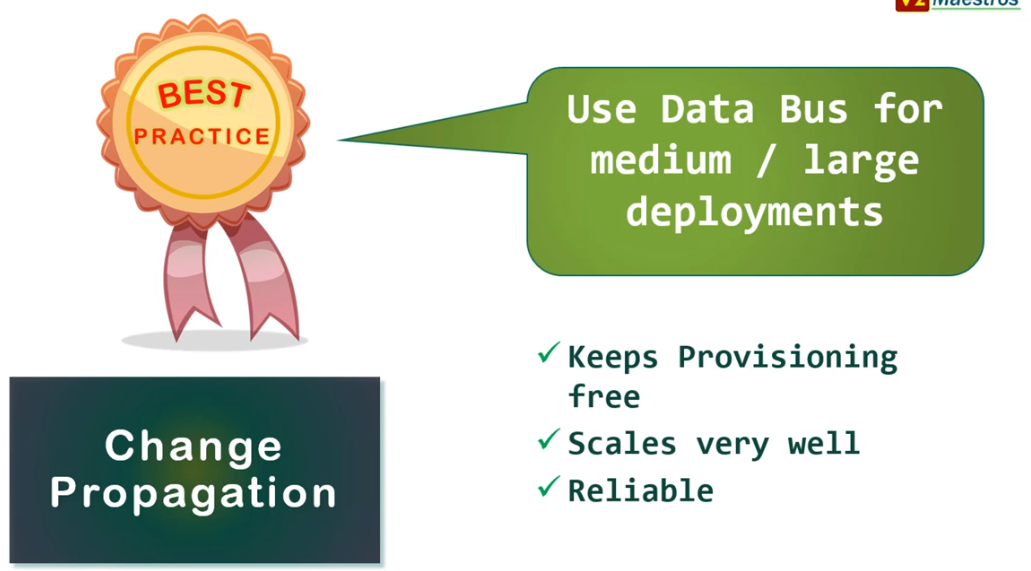 V2 Maestros
BEST
PRACTICE
Use Data Bus for
medium / large
deployments
Keeps Provisioning
free
Scales very well
Reliable
Change
Propagation